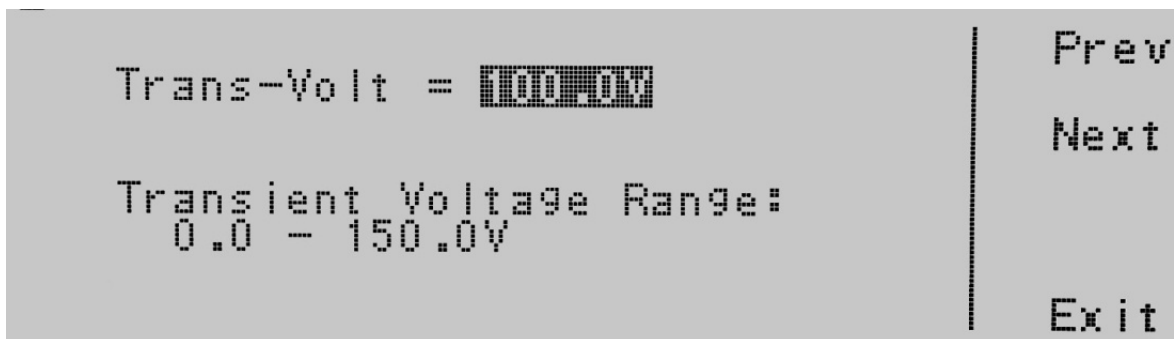 Trans-Volt = 100.0V
Transient Voltage Range:
0.0 - 150.0V
Prev
Next
Exit